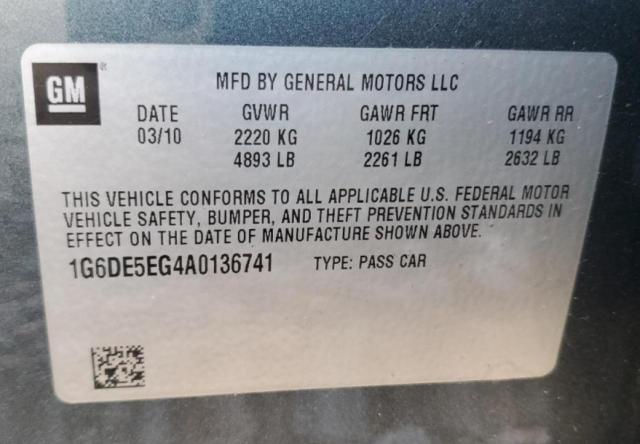 GM®
MFD BY GENERAL MOTORS LLC
DATE GVWR GAWR FRT GAWR RR
03/10 2220 KG 1026 KG 1194 KG
4893 LB 2261 LB 2632 LB
THIS VEHICLE CONFORMS TO ALL APPLICABLE U.S. FEDERAL MOTOR
VEHICLE SAFETY, BUMPER, AND THEFT PREVENTION STANDARDS IN
EFFECT ON THE DATE OF MANUFACTURE SHOWN ABOVE.
1G6DE5EG4A0136741 TYPE: PASS CAR